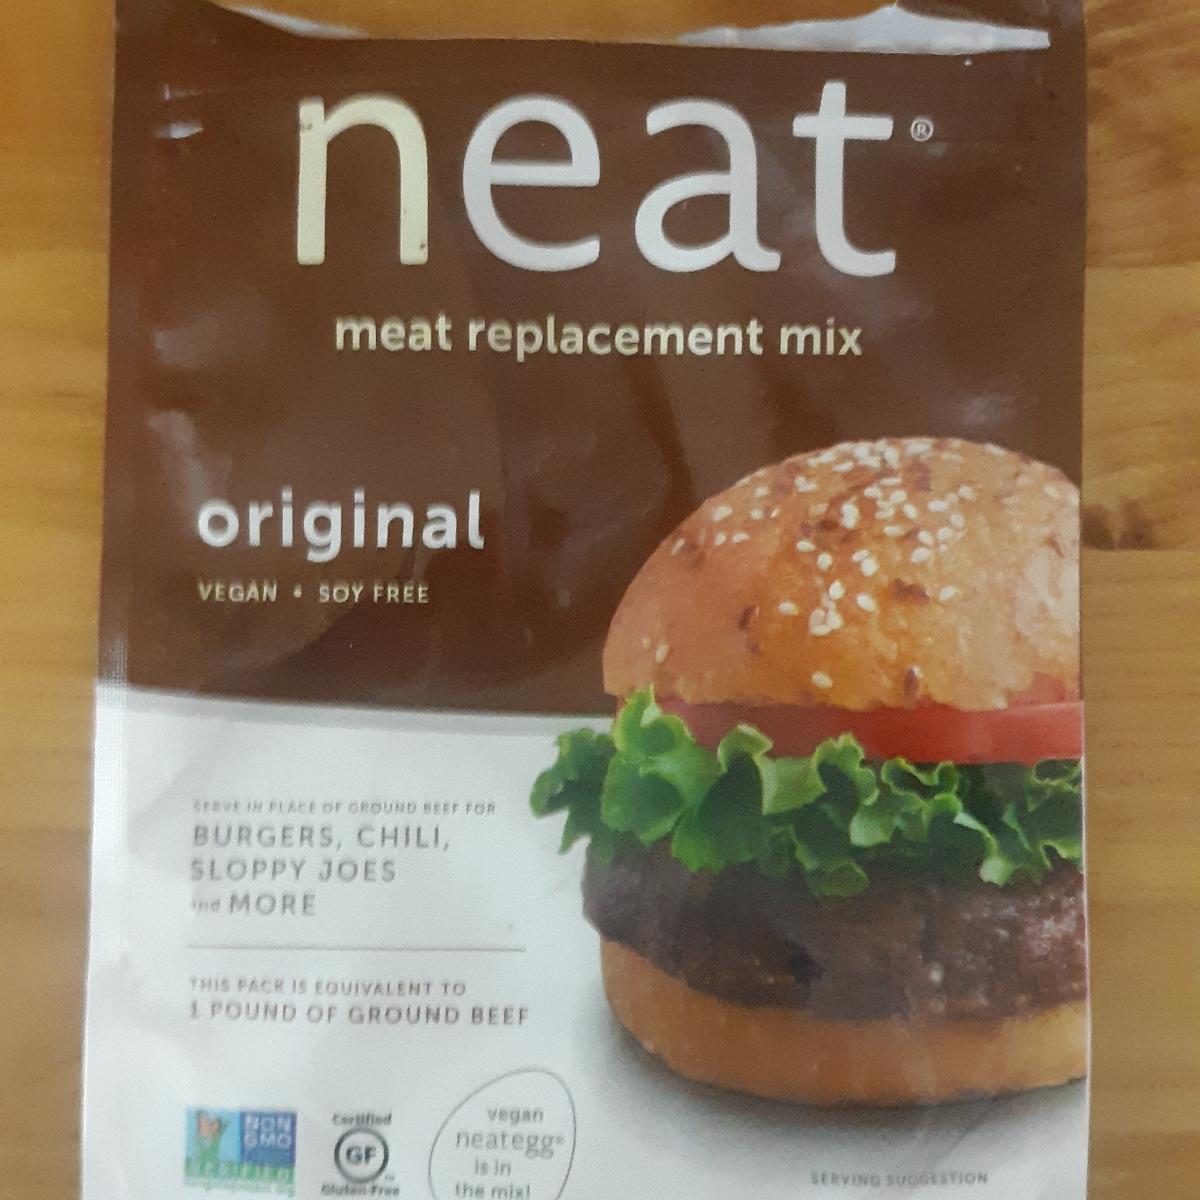 neat®
meat replacement mix
original
VEGAN • SOY FREE
SERVE IN PLACE OF GROUND BEEF FOR
BURGERS, CHILI,
SLOPPY JOES
and MORE
THIS PACK IS EQUIVALENT TO
1 POUND OF GROUND BEEF
NON
GMO
VERIFIED
Certified
GF
Gluten-Free
vegan
neategg®
is in
the mix!
SERVING SUGGESTION